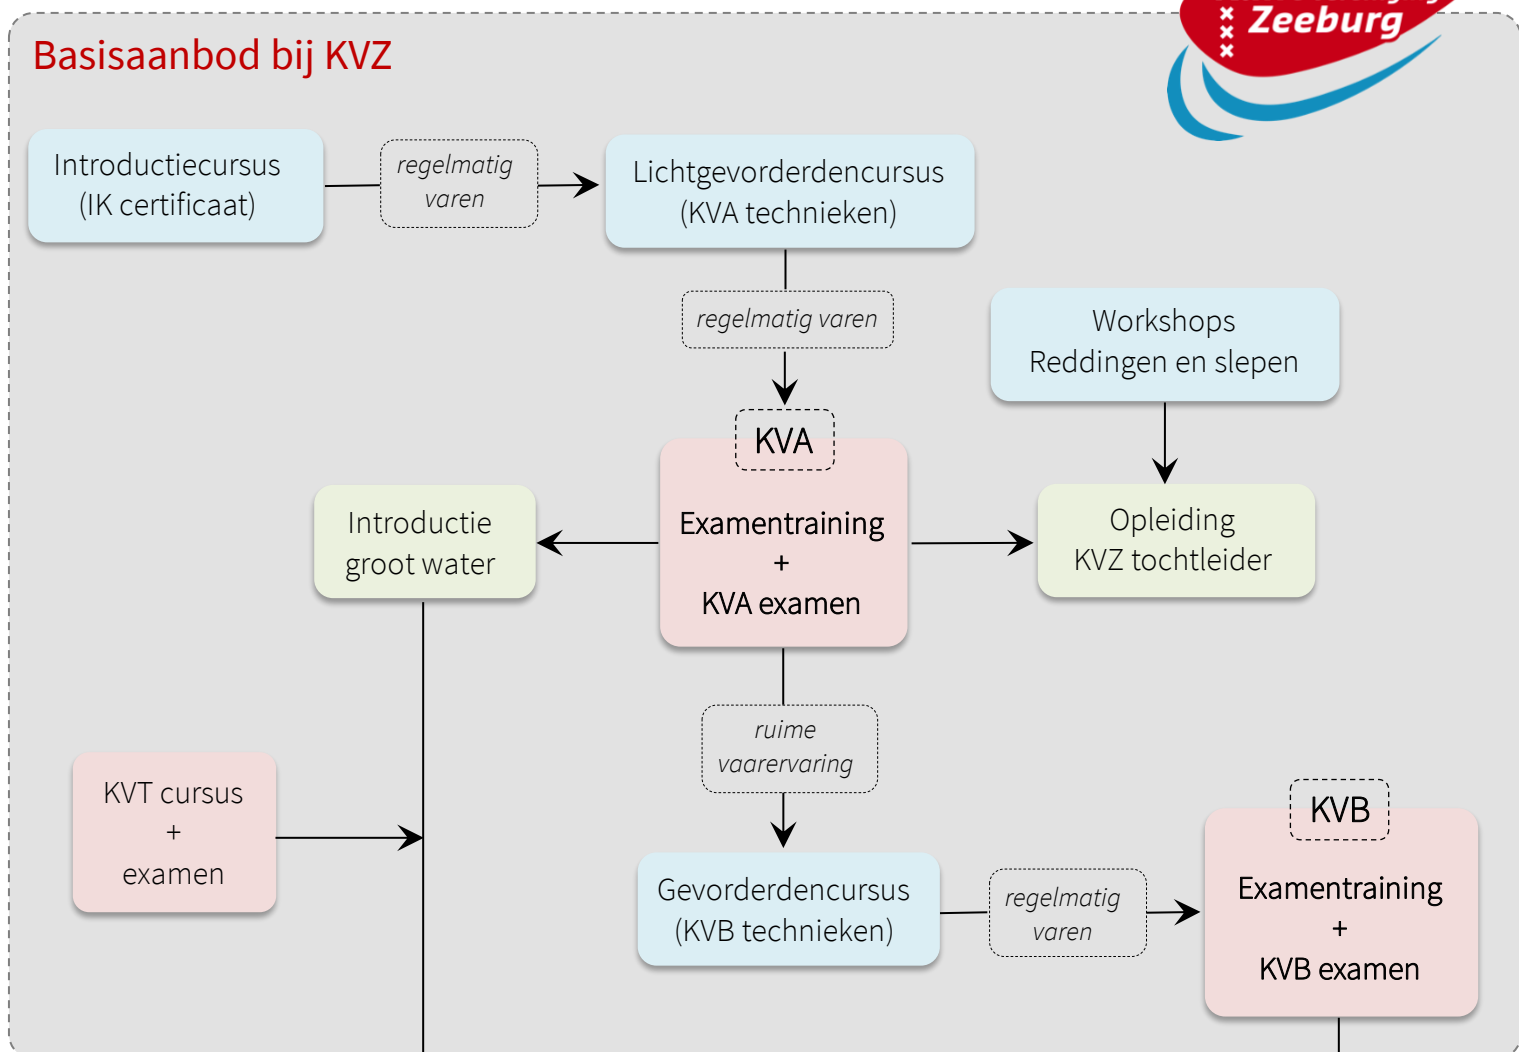 Zeeburg
Basisaanbod bij KVZ
Introductiecursus
(IK certificaat)
regelmatig
varen
Lichtgevorderdencursus
(KVA technieken)
regelmatig varen
Workshops
Reddingen en slepen
KVA
Examentraining
+
KVA examen
Introductie
groot water
Opleiding
KVZ tochtleider
ruime
vaarervaring
KVT cursus
+
examen
Gevorderdencursus
(KVB technieken)
regelmatig
varen
KVB
Examentraining
+
KVB examen